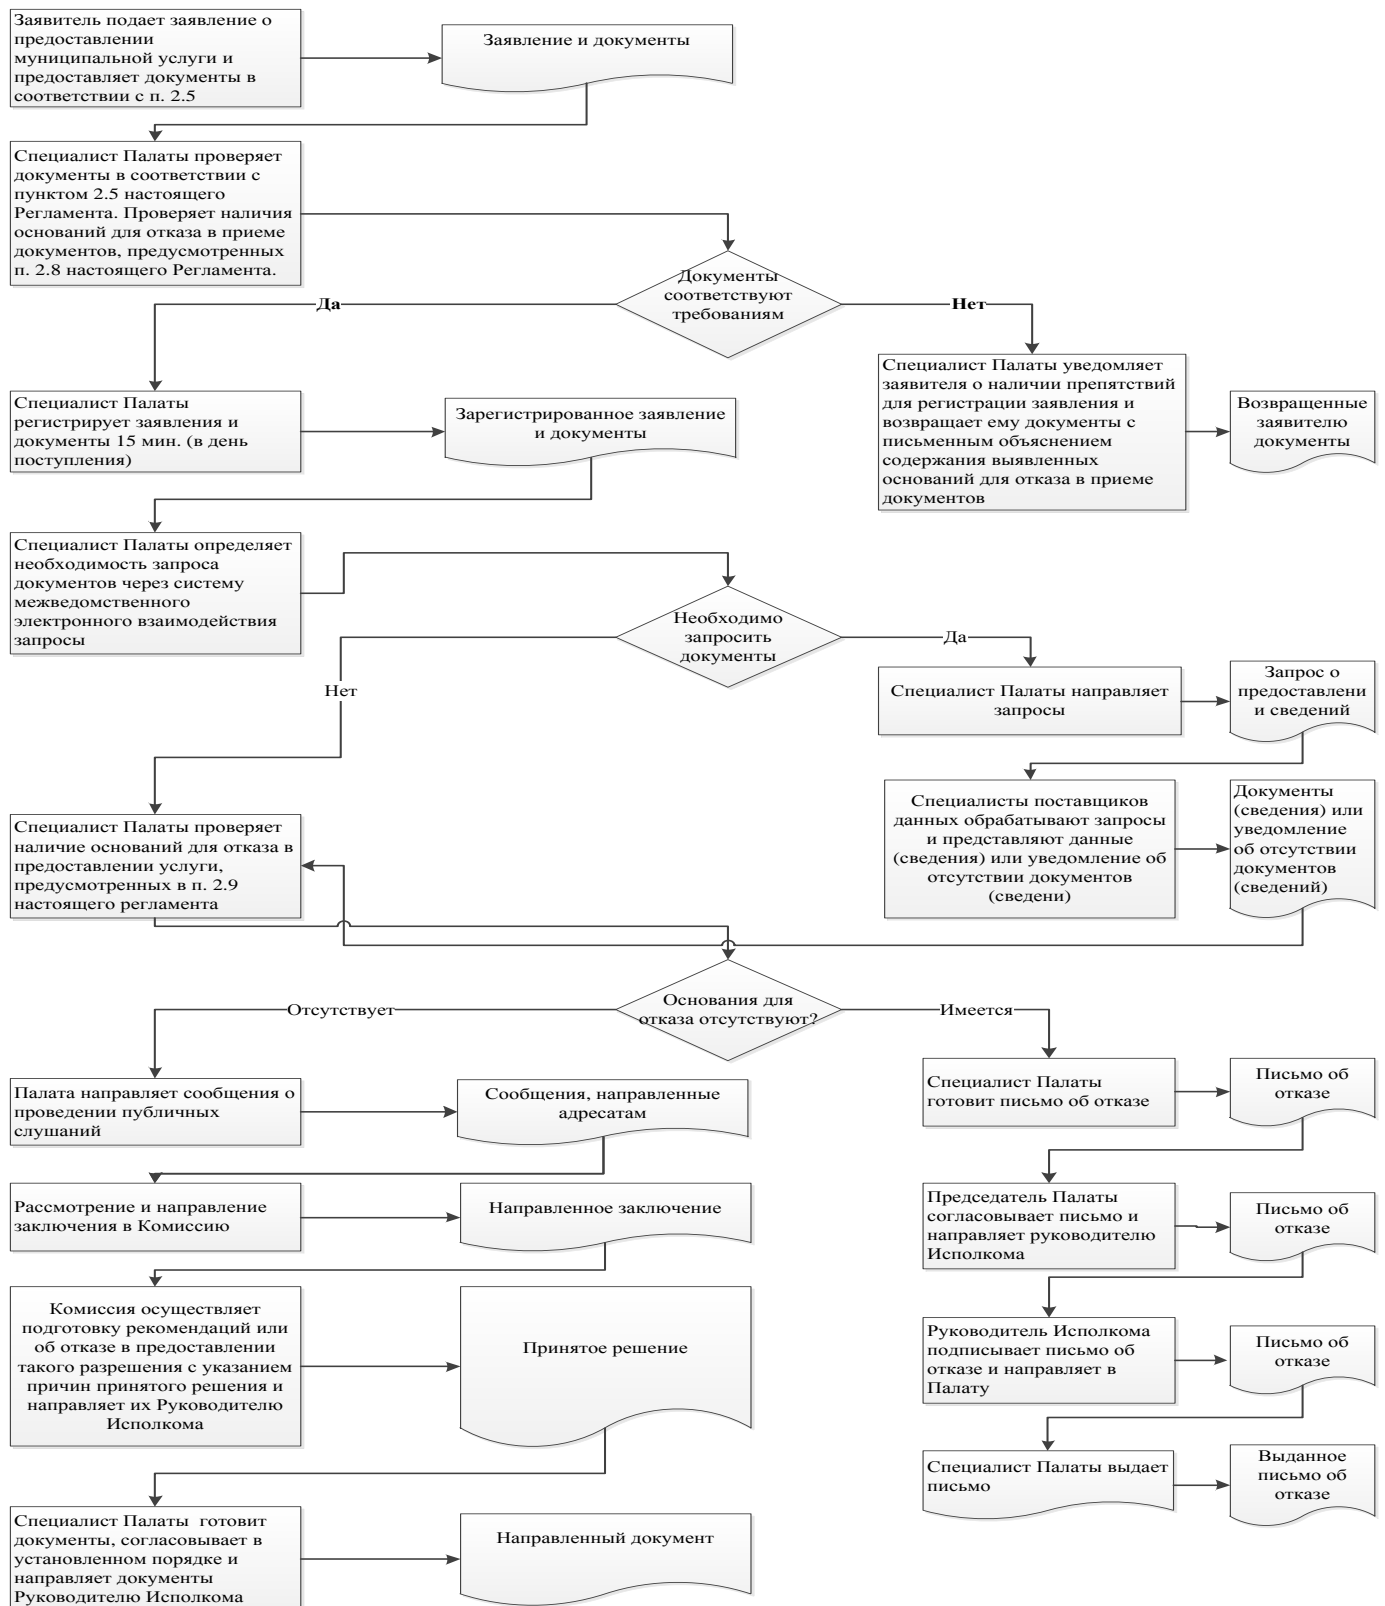 Заявитель подает заявление о
предоставлении
муниципальной услуги и
предоставляет документы в
соответствии с п. 2.5
Заявление и документы
Специалист Палаты проверяет
документы в соответствии с
пунктом 2.5 настоящего
Регламента. Проверяет наличия
оснований для отказа в приеме
документов, предусмотренных
п. 2.8 настоящего Регламента.
Документы
соответствуют
требованиям
Да
Нет
Специалист Палаты
регистрирует заявления и
документы 15 мин. (в день
поступления)
Зарегистрированное заявление
и документы
Специалист Палаты уведомляет
заявителя о наличии препятствий
для регистрации заявления и
возвращает ему документы с
письменным объяснением
содержания выявленных
оснований для отказа в приеме
документов
Возвращенные
заявителю
документы
Специалист Палаты определяет
необходимость запроса
документов через систему
межведомственного
электронного взаимодействия
запросы
Необходимо
запросить
документы
Да
Нет
Специалист Палаты направляет
запросы
Запрос о
предоставлени
и сведений
Специалисты поставщиков
данных обрабатывают запросы
и представляют данные
(сведения) или уведомление об
отсутствии документов
(сведени)
Документы
(сведения) или
уведомление
об отсутствии
документов
(сведений)
Специалист Палаты проверяет
наличие оснований для отказа в
предоставлении услуги,
предусмотренных в п. 2.9
настоящего регламента
Основания для
отказа отсутствуют?
Отсутствует
Имеется
Палата направляет сообщения о
проведении публичных
слушаний
Сообщения, направленные
адресатам
Специалист Палаты
готовит письмо об отказе
Письмо об
отказе
Рассмотрение и направление
заключения в Комиссию
Направленное заключение
Председатель Палаты
согласовывает письмо и
направляет руководителю
Исполкома
Письмо об
отказе
Комиссия осуществляет
подготовку рекомендаций или
об отказе в предоставлении
такого разрешения с указанием
причин принятого решения и
направляет их Руководителю
Исполкома
Принятое решение
Руководитель Исполкома
подписывает письмо об
отказе и направляет в
Палату
Письмо об
отказе
Специалист Палаты выдает
письмо
Выданное
письмо об
отказе
Специалист Палаты  готовит
документы, согласовывает в
установленном порядке и
направляет документы
Руководителю Исполкома
Направленный документ